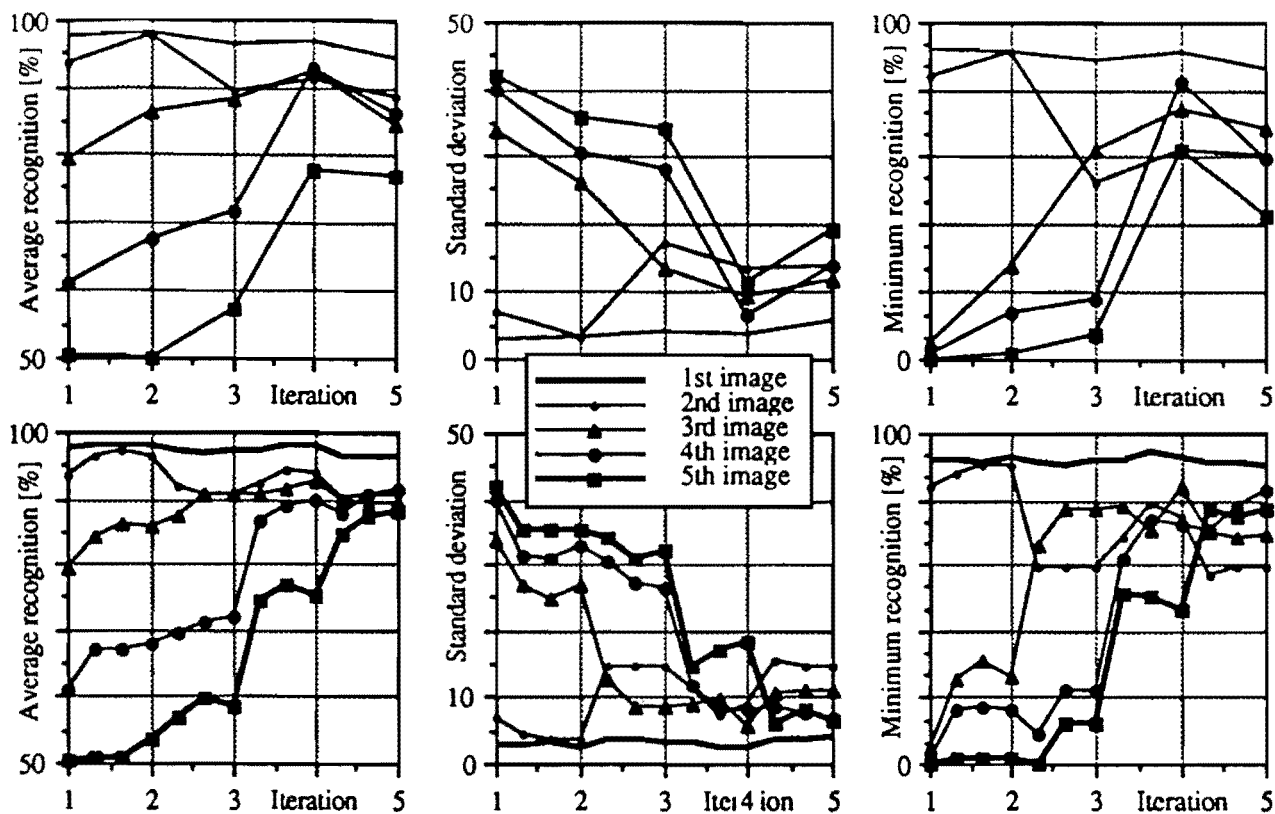 100
50
Average recognition [%]
1 2 3 Iteration 5
50
10
0
Standard deviation
1 5
100
0
Minimum recognition [%]
1 2 3 Iteration 5
1st image
2nd image
3rd image
4th image
5th image
100
50
Average recognition [%]
1 2 3 Iteration 5
50
10
0
Standard deviation
1 2 3 Iter4 ion 5
100
0
Minimum recognition [%]
1 2 3 Iteration 5